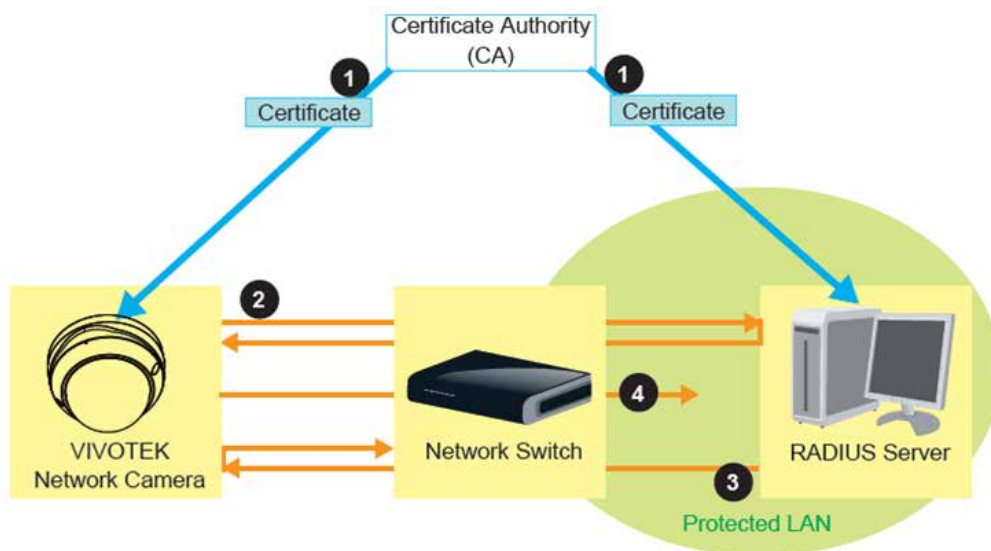 Certificate Authority
(CA)
1
1
Certificate
Certificate
2
4
VIVOTEK
Network Camera
Network Switch
RADIUS Server
3
Protected LAN